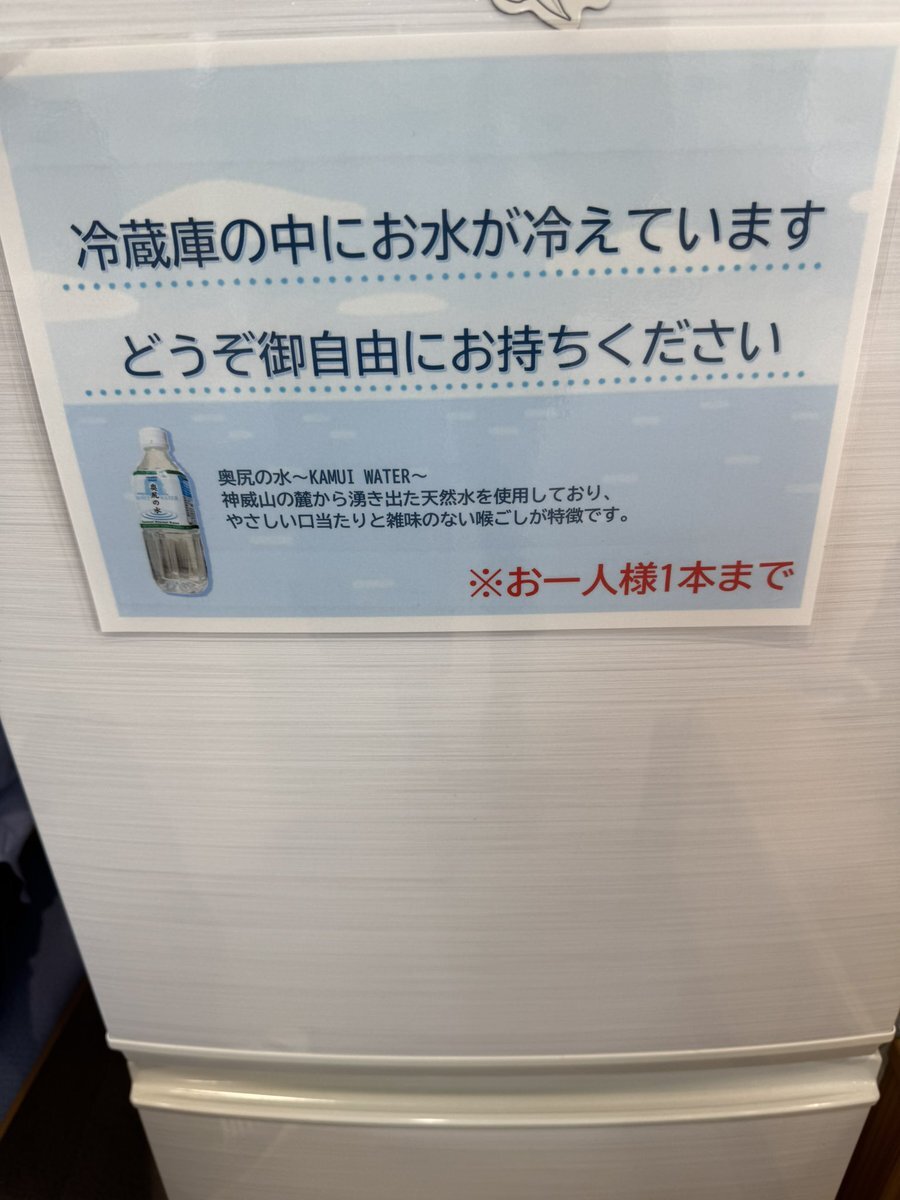 冷蔵庫の中にお水が冷えています
どうぞ御自由にお持ちください
奥尻の水～KAMUI WATER～
神威山の麓から湧き出た天然水を使用しており、
やさしい口当たりと雑味のない喉ごしが特徴です。
※お一人様1本まで
奥尻の水